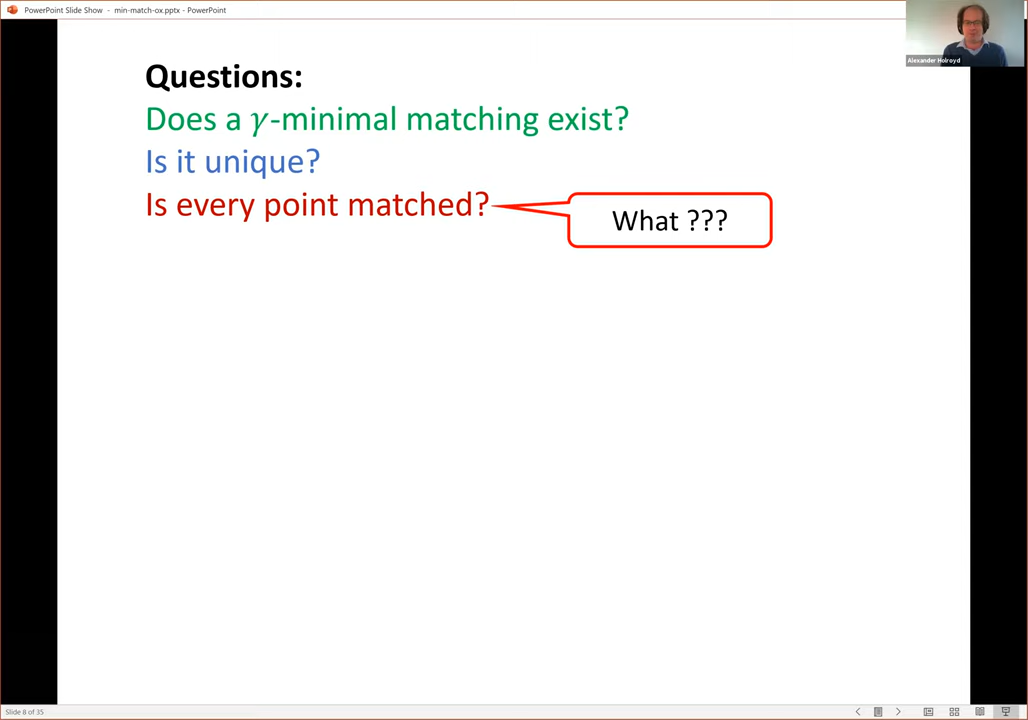 PowerPoint Slide Show - min-match-ox.pptx - PowerPoint
Alexander Holroyd
Questions:
Does a γ-minimal matching exist?
Is it unique?
Is every point matched?
What ???
Slide 8 of 35